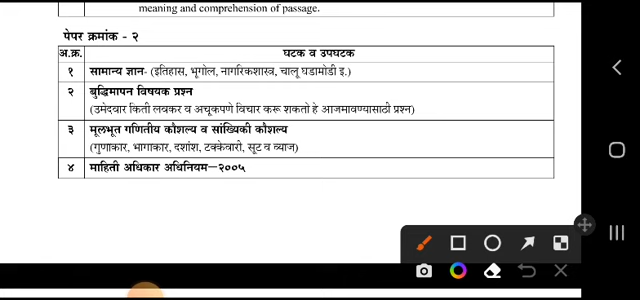 meaning and comprehension of passage.
पेपर क्रमांक - २
अ.क्र. घटक व उपघटक
१ सामान्य ज्ञान- (इतिहास, भूगोल, नागरिकशास्त्र, चालू घडामोडी इ.)
२ बुद्धिमापन विषयक प्रश्न
(उमेदवार किती लवकर व अचूकपणे विचार करू शकतो हे आजमावण्यासाठी प्रश्न)
३ मूलभूत गणितीय कौशल्य व सांख्यिकी कौशल्य
(गुणाकार, भागाकार, दशांश, टक्केवारी, सूट व व्याज)
४ माहिती अधिकार अधिनियम—२००५